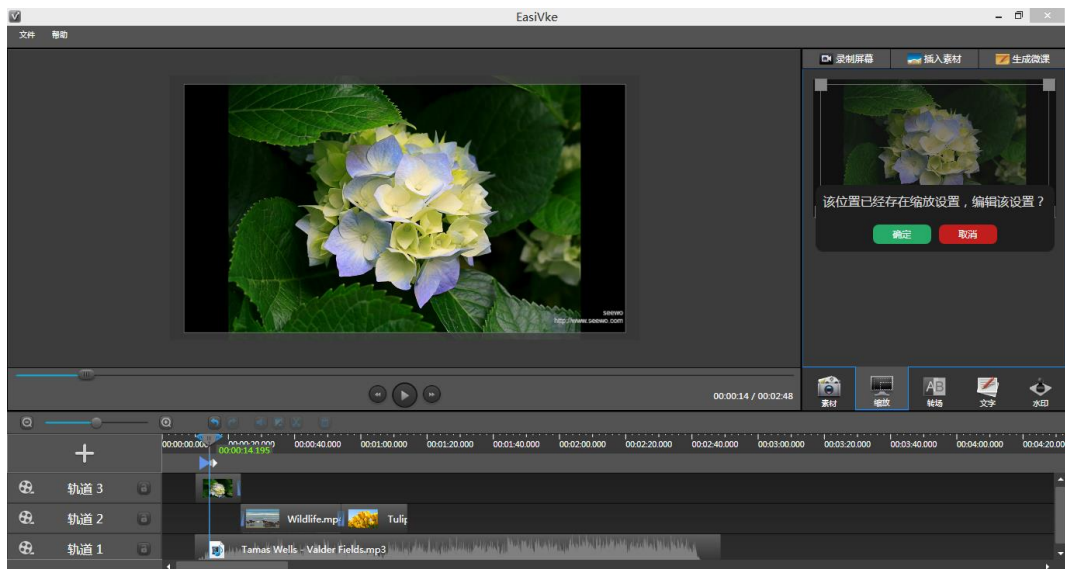 EasiVke
文件 帮助
录制屏幕 插入素材 生成微课
该位置已经存在缩放设置，编辑该设置？
确定 取消
seewo
http://www.seewo.com
00:00:14 / 00:02:48
素材 缩放 转场 文字 水印
00:00:00.000 00:00:20.000 00:00:40.000 00:01:00.000 00:01:20.000 00:01:40.000 00:02:00.000 00:02:20.000 00:02:40.000 00:03:00.000 00:03:20.000 00:03:40.000 00:04:00.000 00:04:20.00
00:00:14.195
轨道 3
轨道 2 Wildlife.mp Tulip
轨道 1 Tamas Wells - Valder Fields.mp3